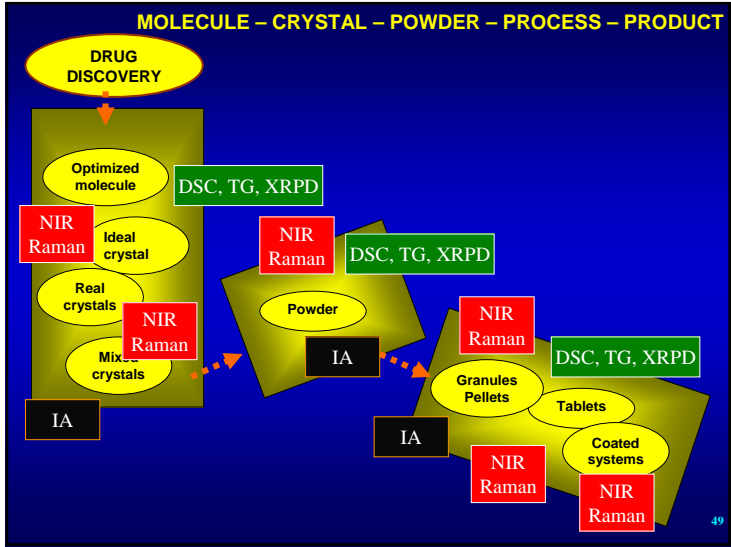 MOLECULE – CRYSTAL – POWDER – PROCESS – PRODUCT
DRUG
DISCOVERY
Optimized
molecule
DSC, TG, XRPD
NIR
Raman
Ideal
crystal
Real
crystals
NIR
Raman
Mixed
crystals
IA
NIR
Raman
DSC, TG, XRPD
Powder
IA
NIR
Raman
DSC, TG, XRPD
Granules
Pellets
Tablets
IA
Coated
systems
NIR
Raman
NIR
Raman
49